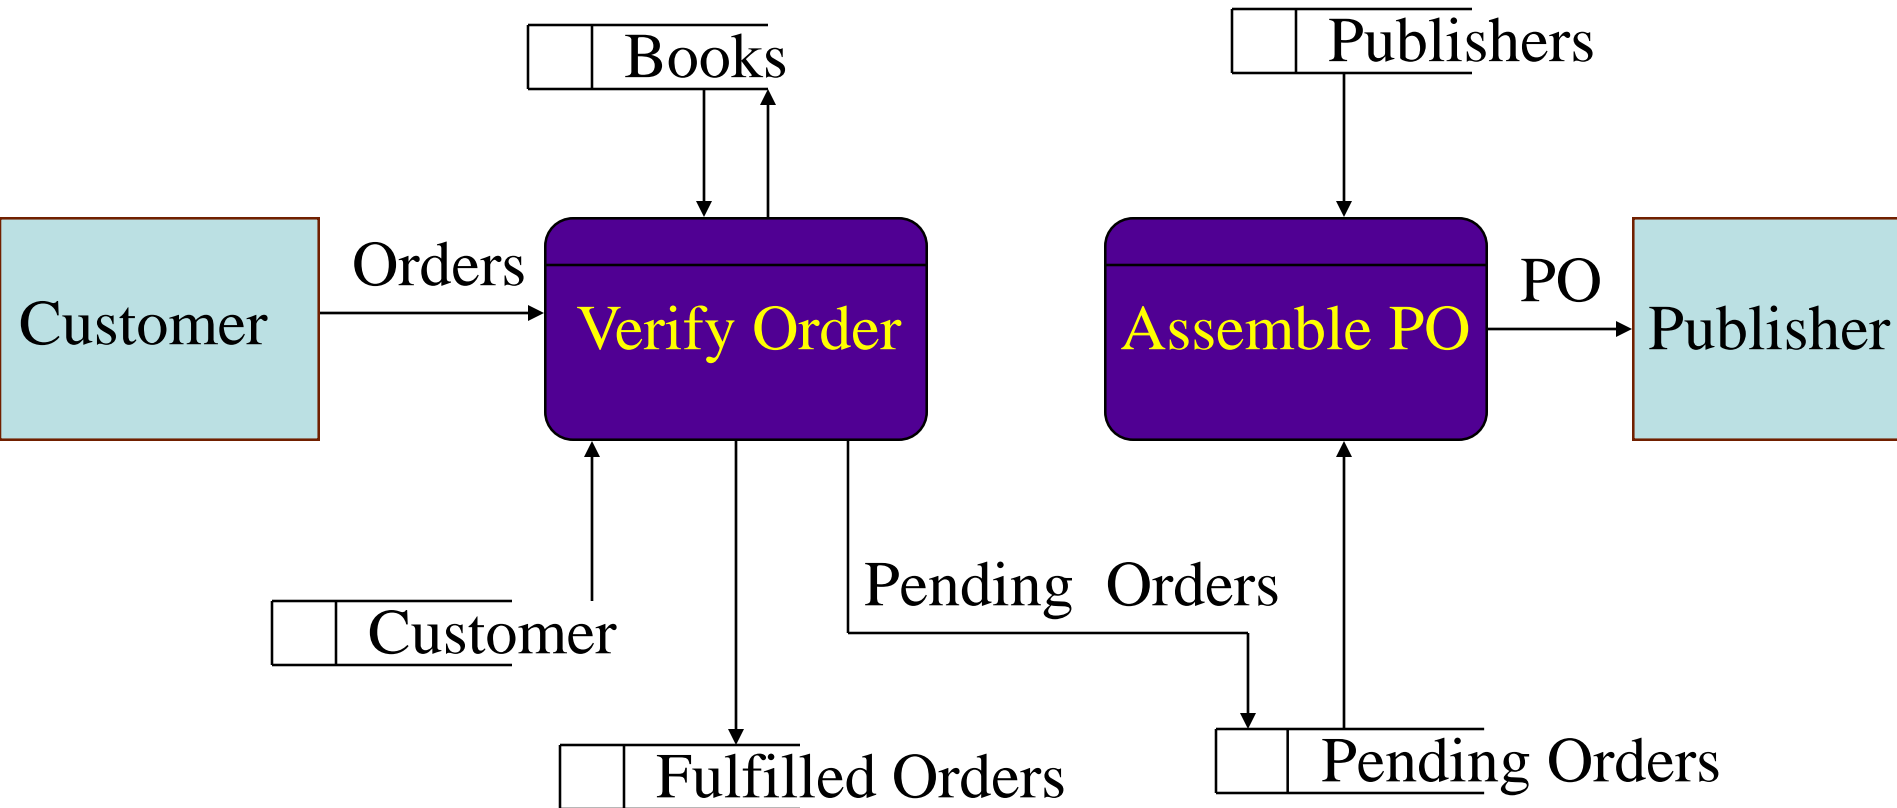 Books
Publishers
Orders
PO
Customer
Verify Order
Assemble PO
Publisher
Pending Orders
Customer
Fulfilled Orders
Pending Orders